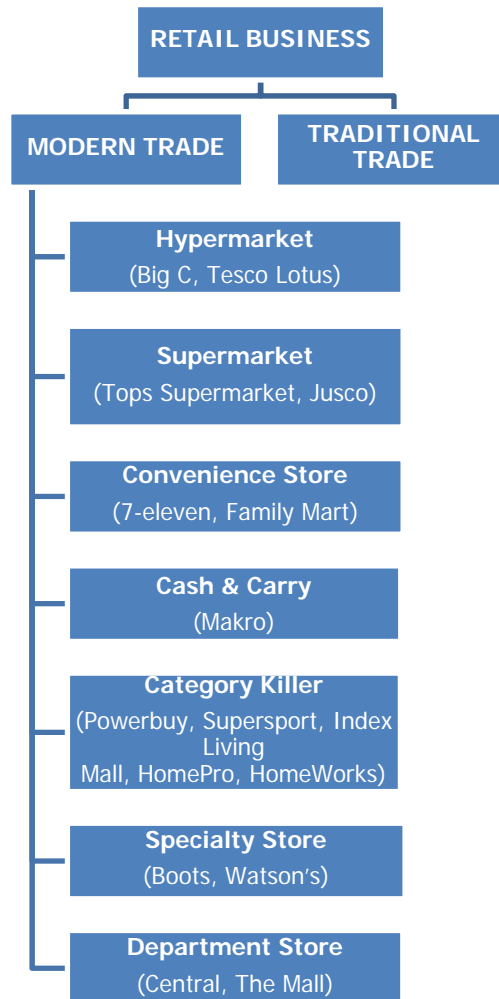 RETAIL BUSINESS
MODERN TRADE
TRADITIONAL
TRADE
Hypermarket
(Big C, Tesco Lotus)
Supermarket
(Tops Supermarket, Jusco)
Convenience Store
(7-eleven, Family Mart)
Cash & Carry
(Makro)
Category Killer
(Powerbuy, Supersport, Index
Living
Mall, HomePro, HomeWorks)
Specialty Store
(Boots, Watson's)
Department Store
(Central, The Mall)